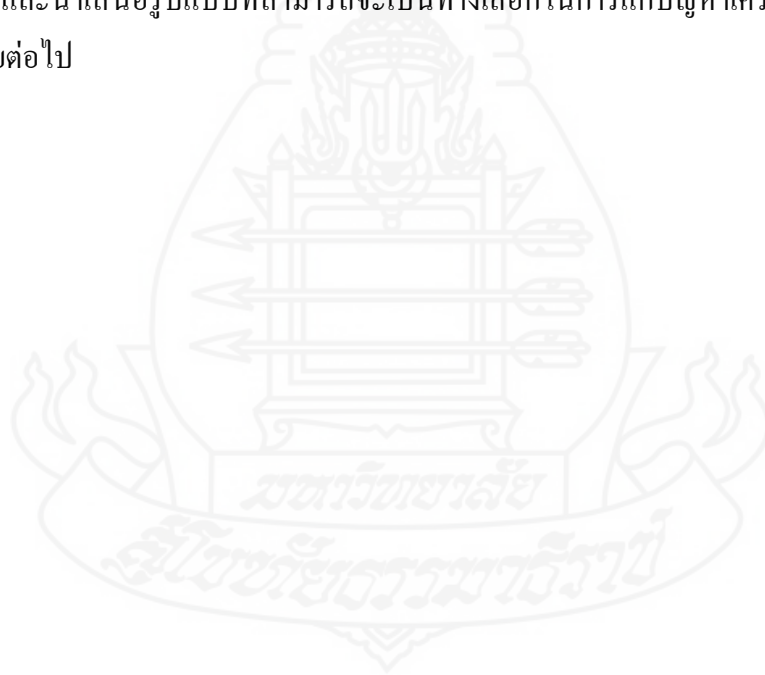 และนำเสนอรูปแบบที่สามารถจะเป็นทางเลือกในการแก้ปัญหา
ต่อไป
มหาวิทยาลัย
สุโขทัยธรรมาธิราช